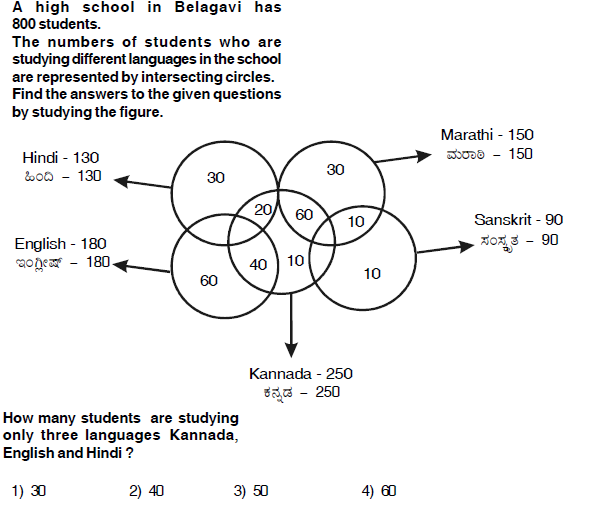 A high school in Belagavi has
800 students.
The numbers of students who are
studying different languages in the school
are represented by intersecting circles.
Find the answers to the given questions
by studying the figure.
Marathi - 150
ಮರಾಠಿ - 150
Hindi - 130
ಹಿಂದಿ - 130
30
30
20
60
10
Sanskrit - 90
ಸಂಸ್ಕೃತ - 90
English - 180
ಇಂಗ್ಲೀಷ್ - 180
40
10
60
10
Kannada - 250
ಕನ್ನಡ - 250
How many students are studying
only three languages Kannada,
English and Hindi ?
1) 30 2) 40 3) 50 4) 60